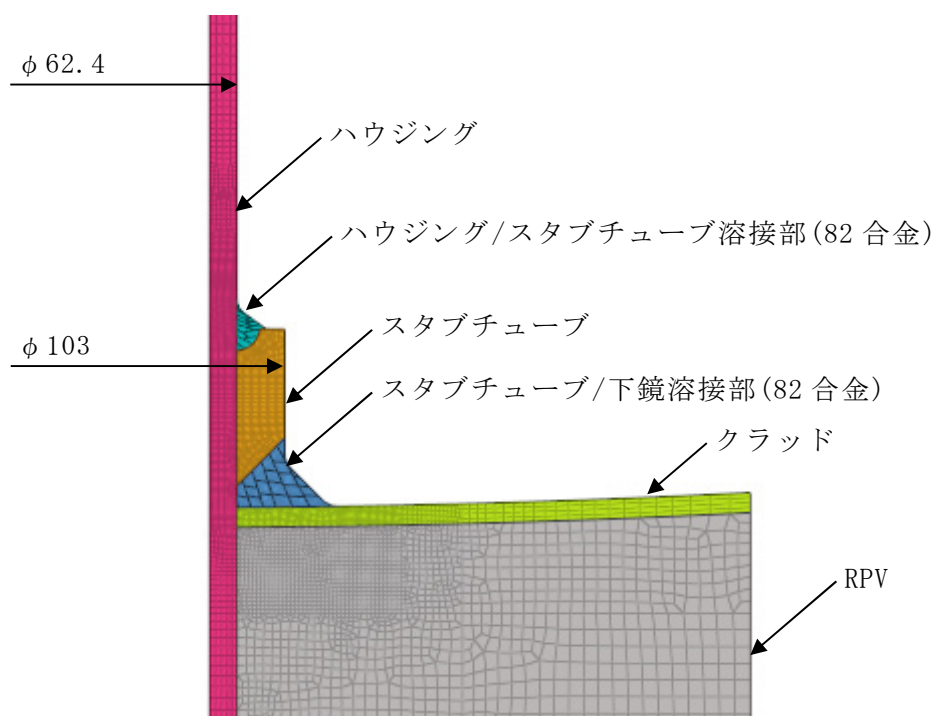 φ62.4
ハウジング
ハウジング/スタブチューブ溶接部(82 合金)
スタブチューブ
φ103
スタブチューブ/下鏡溶接部(82 合金)
クラッド
RPV